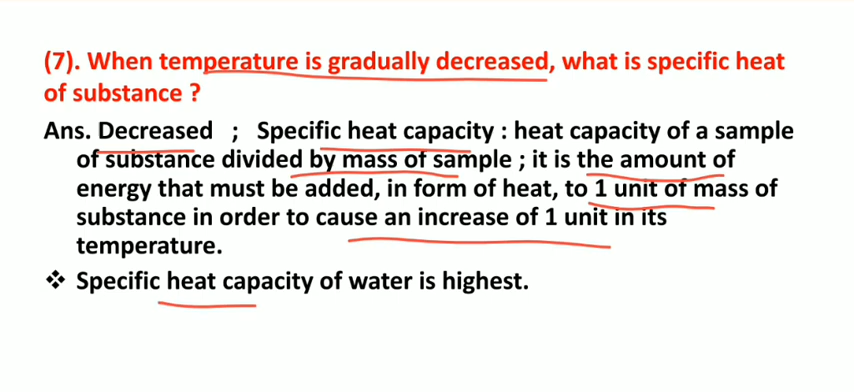 (7). When temperature is gradually decreased, what is specific heat
of substance ?
Ans. Decreased ; Specific heat capacity : heat capacity of a sample
of substance divided by mass of sample ; it is the amount of
energy that must be added, in form of heat, to 1 unit of mass of
substance in order to cause an increase of 1 unit in its
temperature.
❖ Specific heat capacity of water is highest.